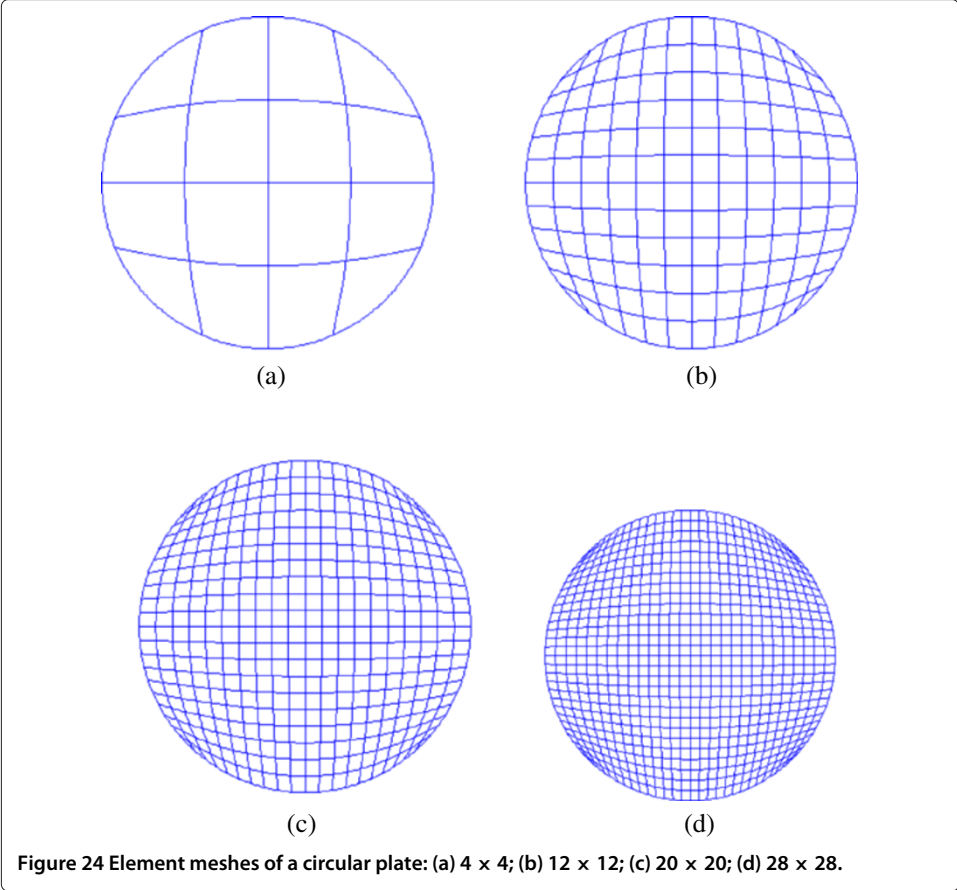 (a)
(b)
(c)
(d)
Figure 24 Element meshes of a circular plate: (a) 4 × 4; (b) 12 × 12; (c) 20 × 20; (d) 28 × 28.